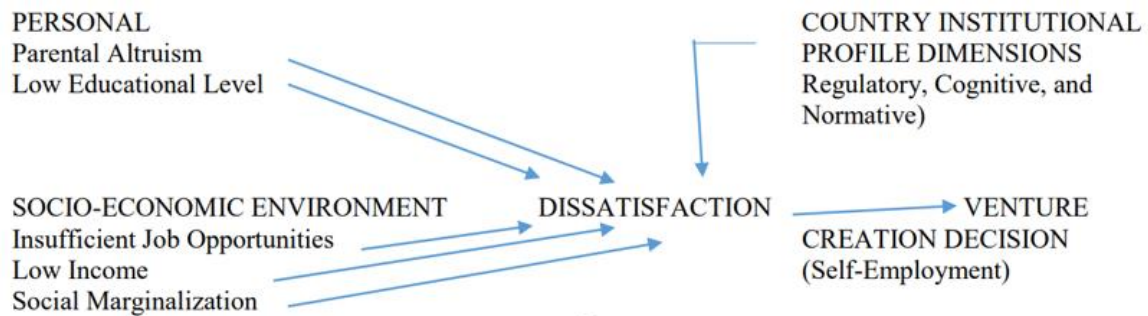 PERSONAL
Parental Altruism
Low Educational Level
COUNTRY INSTITUTIONAL
PROFILE DIMENSIONS
Regulatory, Cognitive, and
Normative)
SOCIO-ECONOMIC ENVIRONMENT
Insufficient Job Opportunities
Low Income
Social Marginalization
DISSATISFACTION
VENTURE
CREATION DECISION
(Self-Employment)